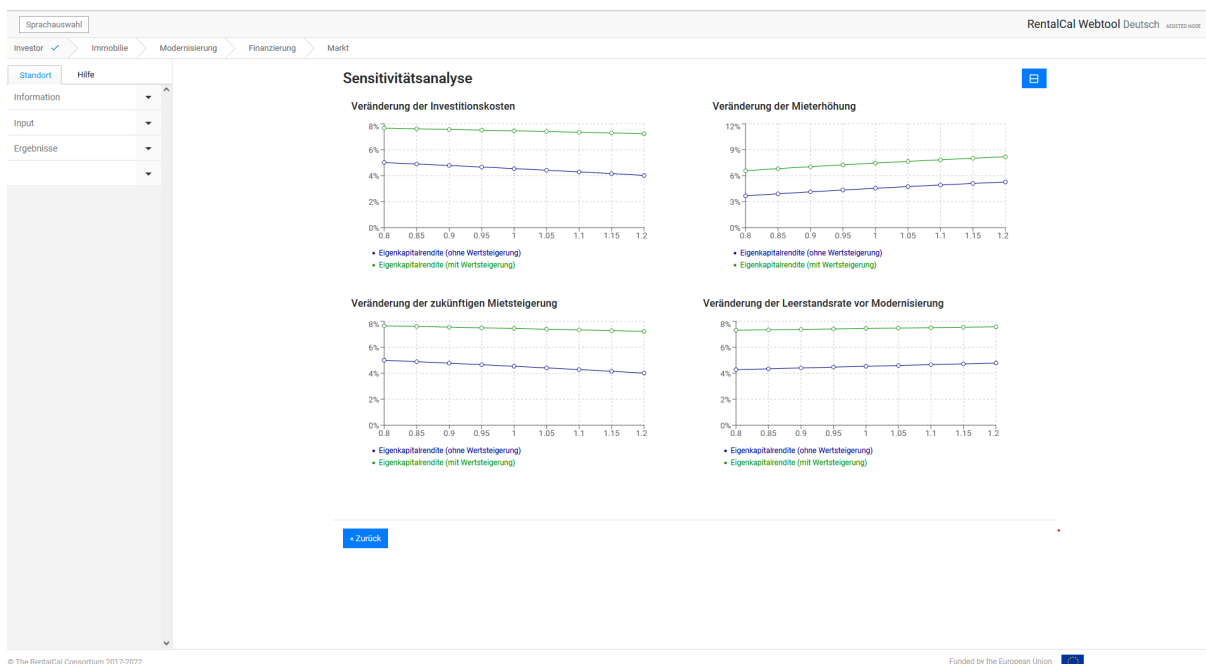 Sprachauswahl
RentalCal Webtool Deutsch ASSISTED MODE
Investor Immobilie Modernisierung Finanzierung Markt
Standort Hilfe
Information
Input
Ergebnisse
Sensitivitätsanalyse
Veränderung der Investitionskosten
8%
6%
4%
2%
0%
0.8 0.85 0.9 0.95 1 1.05 1.1 1.15 1.2
• Eigenkapitalrendite (ohne Wertsteigerung)
• Eigenkapitalrendite (mit Wertsteigerung)
Veränderung der Mieterhöhung
12%
9%
6%
3%
0%
0.8 0.85 0.9 0.95 1 1.05 1.1 1.15 1.2
• Eigenkapitalrendite (ohne Wertsteigerung)
• Eigenkapitalrendite (mit Wertsteigerung)
Veränderung der zukünftigen Mietsteigerung
8%
6%
4%
2%
0%
0.8 0.85 0.9 0.95 1 1.05 1.1 1.15 1.2
• Eigenkapitalrendite (ohne Wertsteigerung)
• Eigenkapitalrendite (mit Wertsteigerung)
Veränderung der Leerstandsrate vor Modernisierung
8%
6%
4%
2%
0%
0.8 0.85 0.9 0.95 1 1.05 1.1 1.15 1.2
• Eigenkapitalrendite (ohne Wertsteigerung)
• Eigenkapitalrendite (mit Wertsteigerung)
« Zurück
*
© The RentalCal Consortium 2017-2022
Funded by the European Union